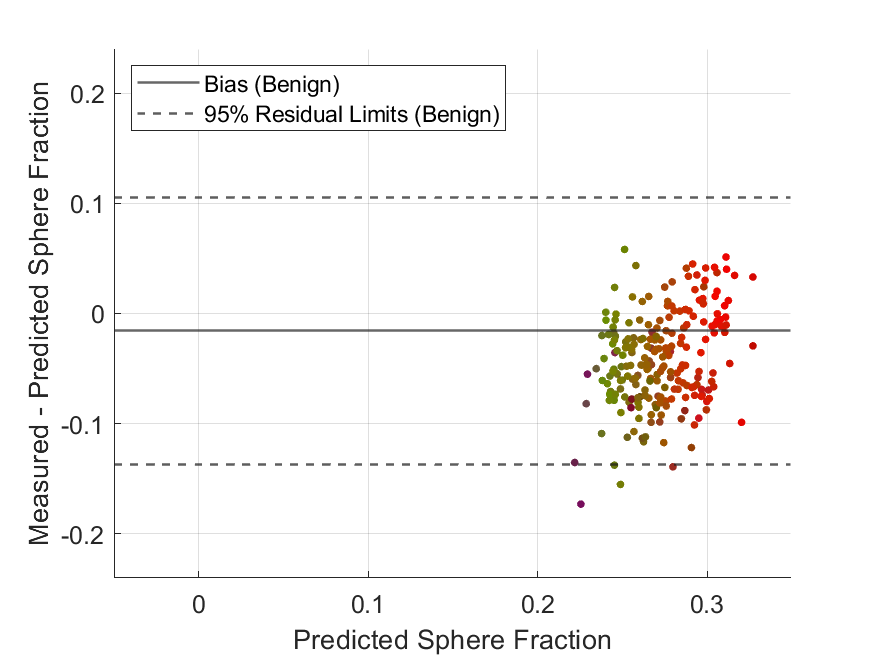 Bias (Benign)
95% Residual Limits (Benign)
Measured - Predicted Sphere Fraction
0.2
0.1
0
-0.1
-0.2
0
0.1
0.2
0.3
Predicted Sphere Fraction